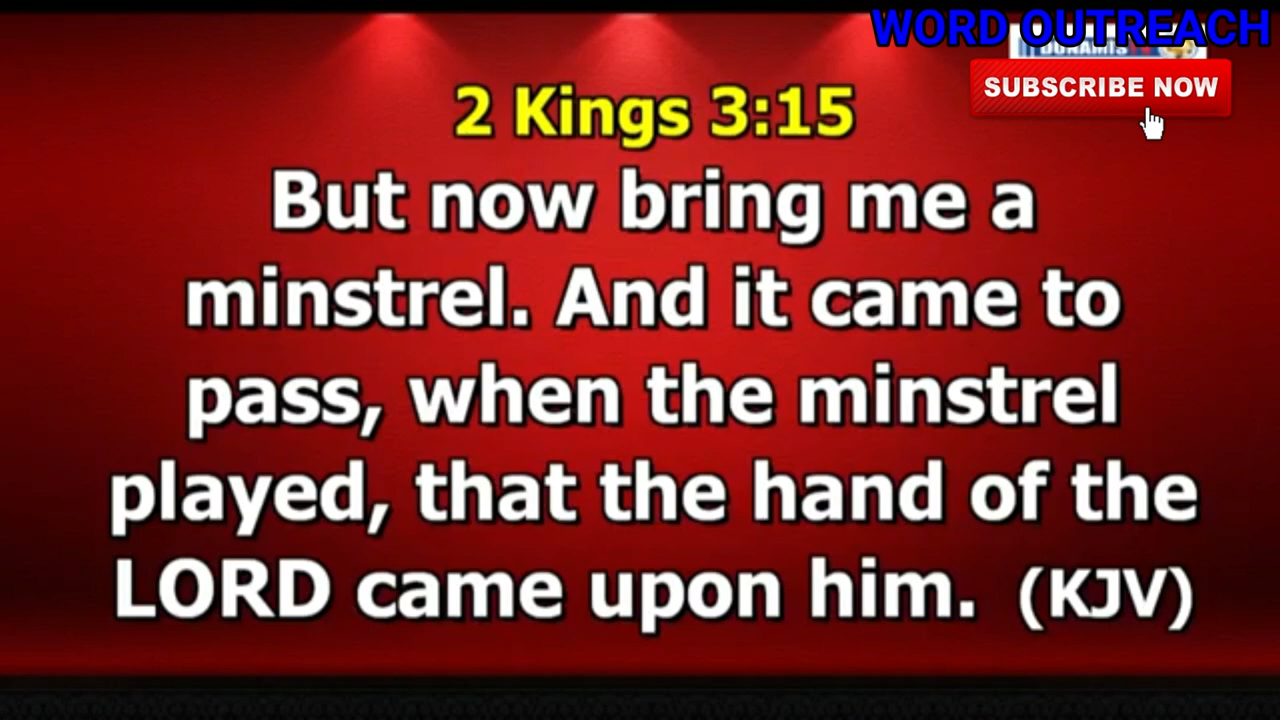 WORD OUTREACH
SUBSCRIBE NOW
2 Kings 3:15
But now bring me a
minstrel. And it came to
pass, when the minstrel
played, that the hand of the
LORD came upon him. (KJV)